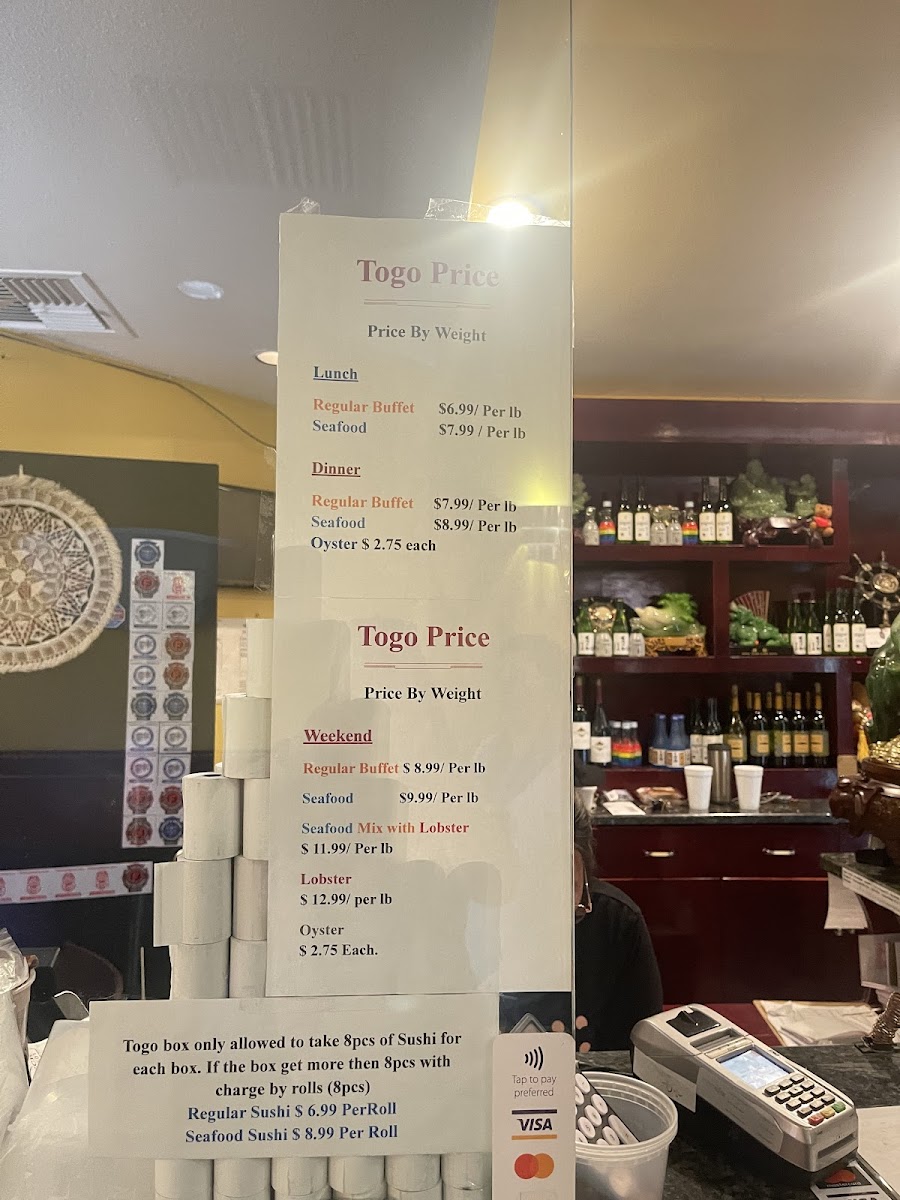 Togo Price
Price By Weight
Lunch
Regular Buffet $6.99/ Per lb
Seafood $7.99 / Per lb
Dinner
Regular Buffet $7.99/ Per lb
Seafood $8.99/ Per lb
Oyster $ 2.75 each
Togo Price
Price By Weight
Weekend
Regular Buffet $ 8.99/ Per lb
Seafood $9.99/ Per lb
Seafood Mix with Lobster
$ 11.99/ Per lb
Lobster
$ 12.99/ per lb
Oyster
$ 2.75 Each.
Togo box only allowed to take 8pcs of Sushi for
each box. If the box get more then 8pcs with
charge by rolls (8pcs)
Regular Sushi $ 6.99 PerRoll
Seafood Sushi $ 8.99 Per Roll
Tap to pay
preferred
VISA